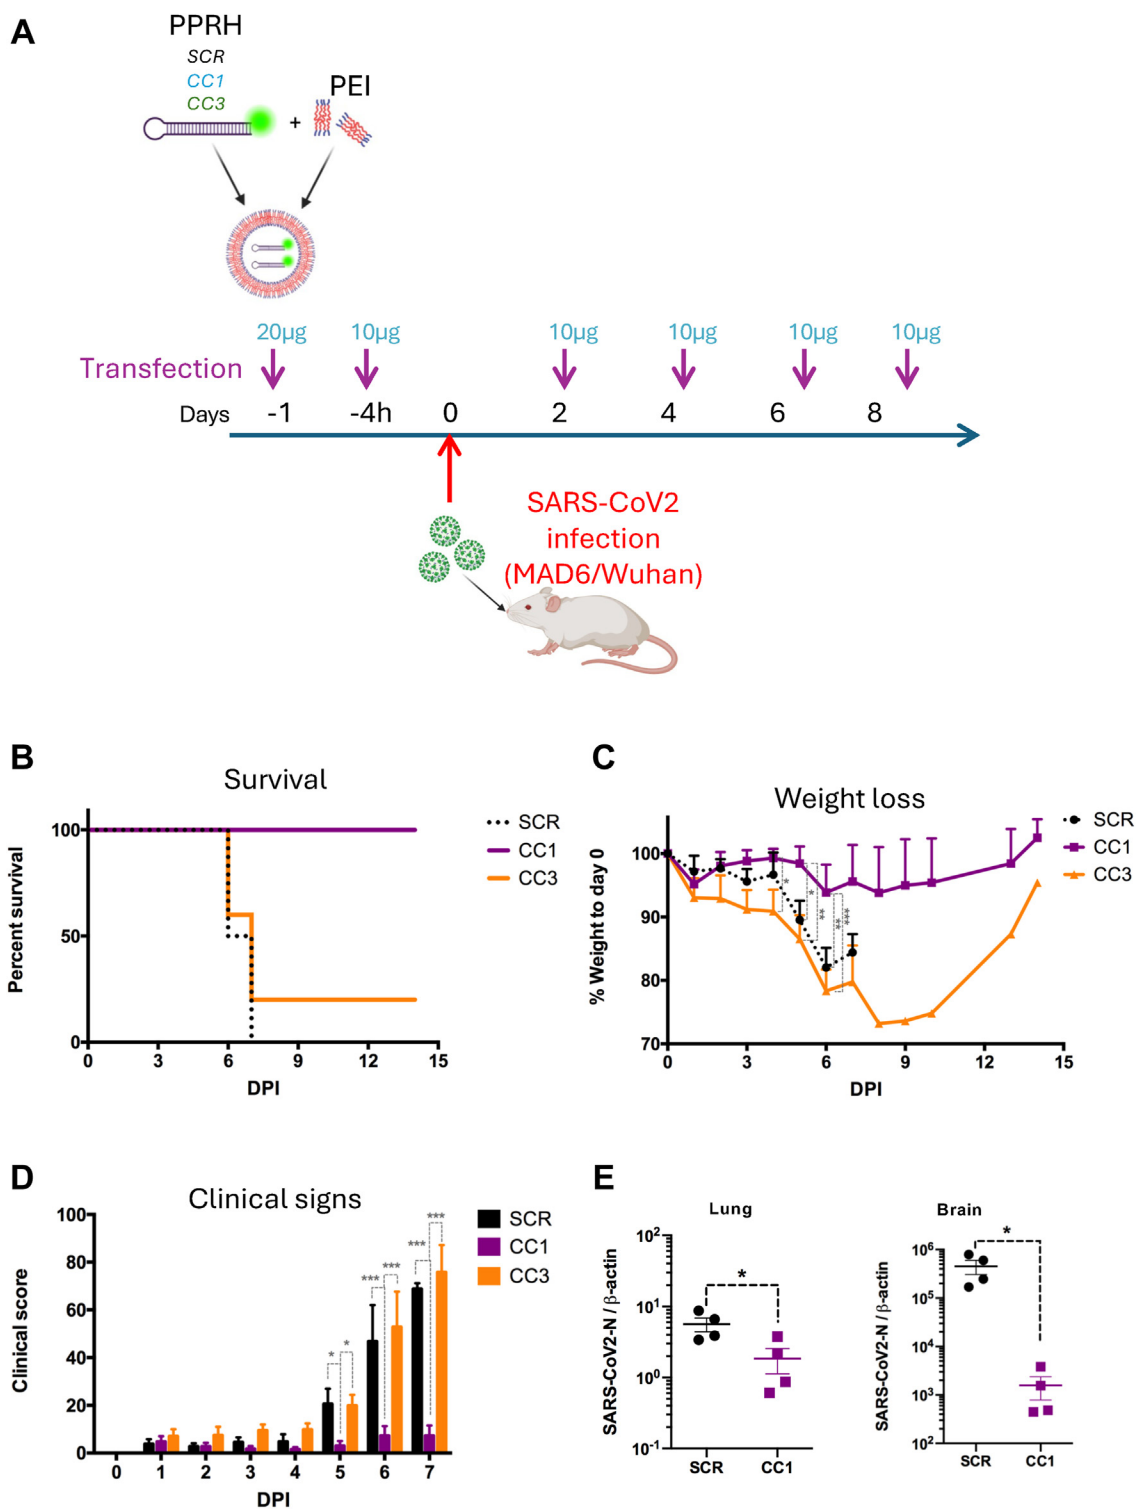 A
PPRH
SCR
CC1
CC3
PEI
+
20µg 10µg 10µg 10µg 10µg 10µg
Transfection
Days -1 -4h 0 2 4 6 8
SARS-CoV2
infection
(MAD6/Wuhan)
B
Survival
Percent survival
100
50
0
0 3 6 9 12 15
DPI
SCR
CC1
CC3
C
Weight loss
% Weight to day 0
100
90
80
70
0 3 6 9 12 15
DPI
* * ** ** ***
SCR
CC1
CC3
D
Clinical signs
Clinical score
100
80
60
40
20
0
* * *** *** *** ***
0 1 2 3 4 5 6 7
DPI
SCR
CC1
CC3
E
Lung
SARS-CoV2-N / β-actin
10²
10¹
10⁰
10⁻¹
*
SCR CC1
Brain
SARS-CoV2-N / β-actin
10⁶
10⁵
10⁴
10³
10²
*
SCR CC1